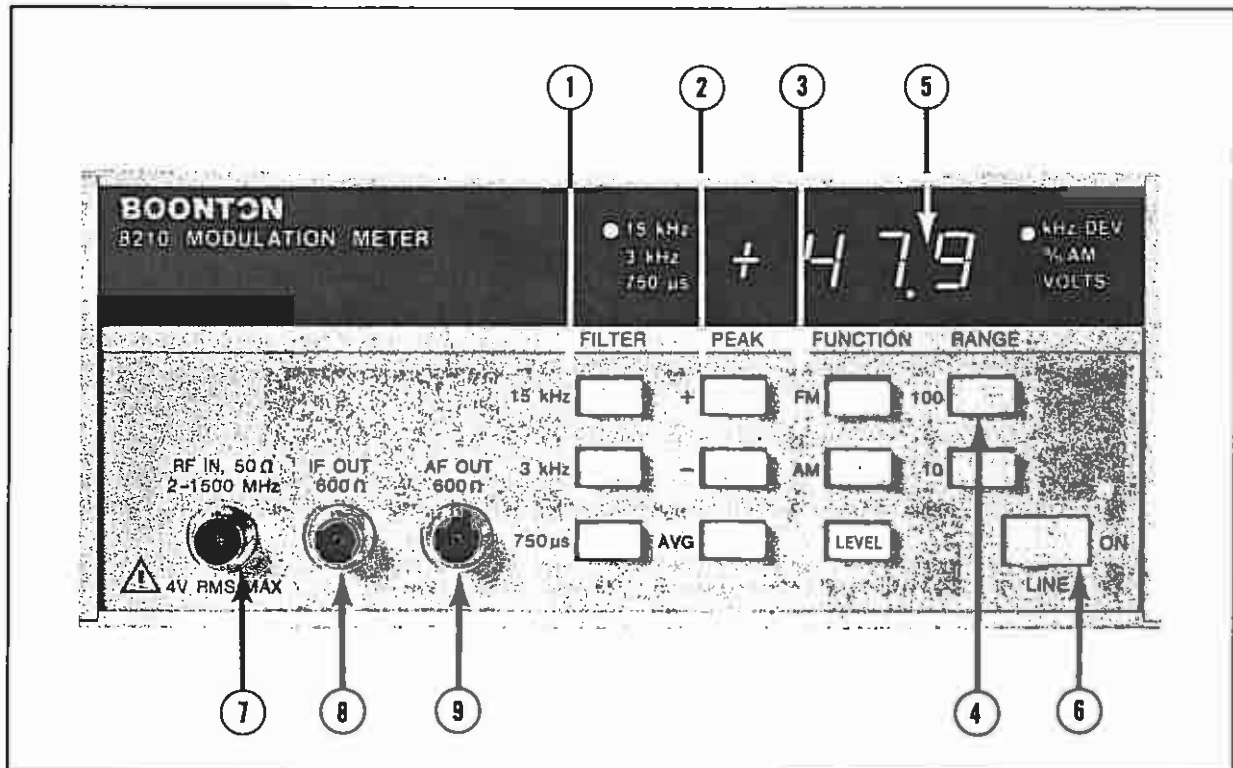 1 2 3 5
BOONTON
8210 MODULATION METER
15 kHz
3 kHz
750 µs
+ 47.9
kHz DEV
% AM
VOLTS
FILTER PEAK FUNCTION RANGE
15 kHz + FM 100
3 kHz - AM 10
750 µs AVG LEVEL
RF IN, 50 Ω
2-1500 MHz
IF OUT
600 Ω
AF OUT
600 Ω
4V RMS MAX
ON
LINE
7 8 9 4 6